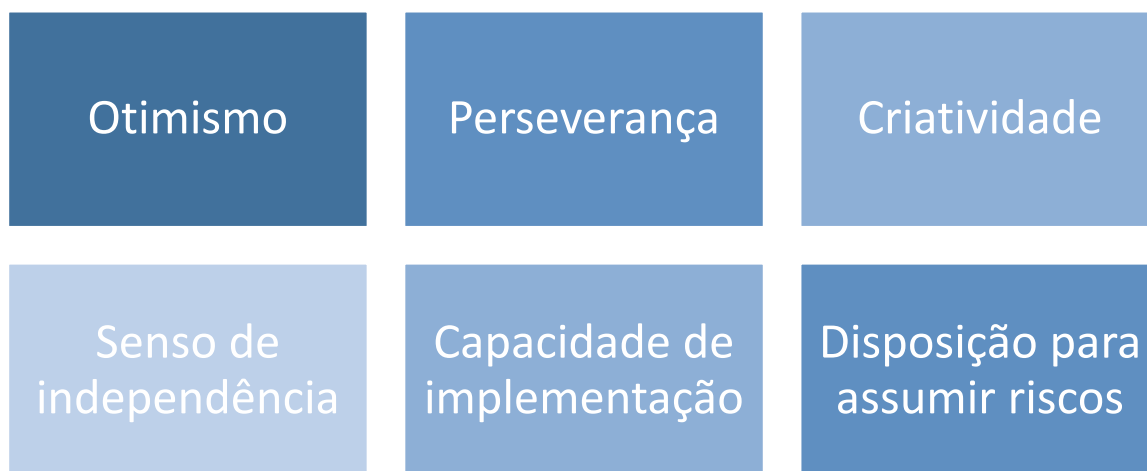 Otimismo
Perseverança
Criatividade
Senso de
independência
Capacidade de
implementação
Disposição para
assumir riscos